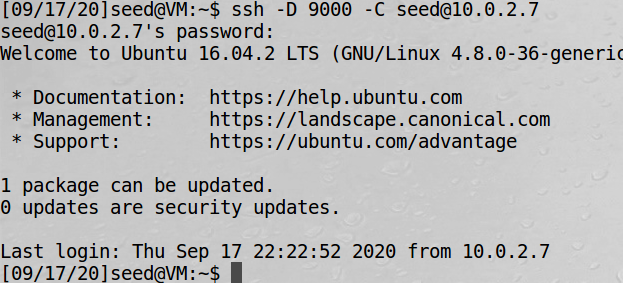 [09/17/20]seed@VM:~$ ssh -D 9000 -C seed@10.0.2.7
seed@10.0.2.7's password:
Welcome to Ubuntu 16.04.2 LTS (GNU/Linux 4.8.0-36-generic
* Documentation:  https://help.ubuntu.com
* Management:     https://landscape.canonical.com
* Support:        https://ubuntu.com/advantage
1 package can be updated.
0 updates are security updates.
Last login: Thu Sep 17 22:22:52 2020 from 10.0.2.7
[09/17/20]seed@VM:~$